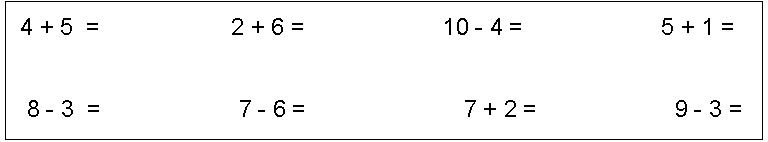 4 + 5 = 2 + 6 = 10 - 4 = 5 + 1 =
8 - 3 = 7 - 6 = 7 + 2 = 9 - 3 =